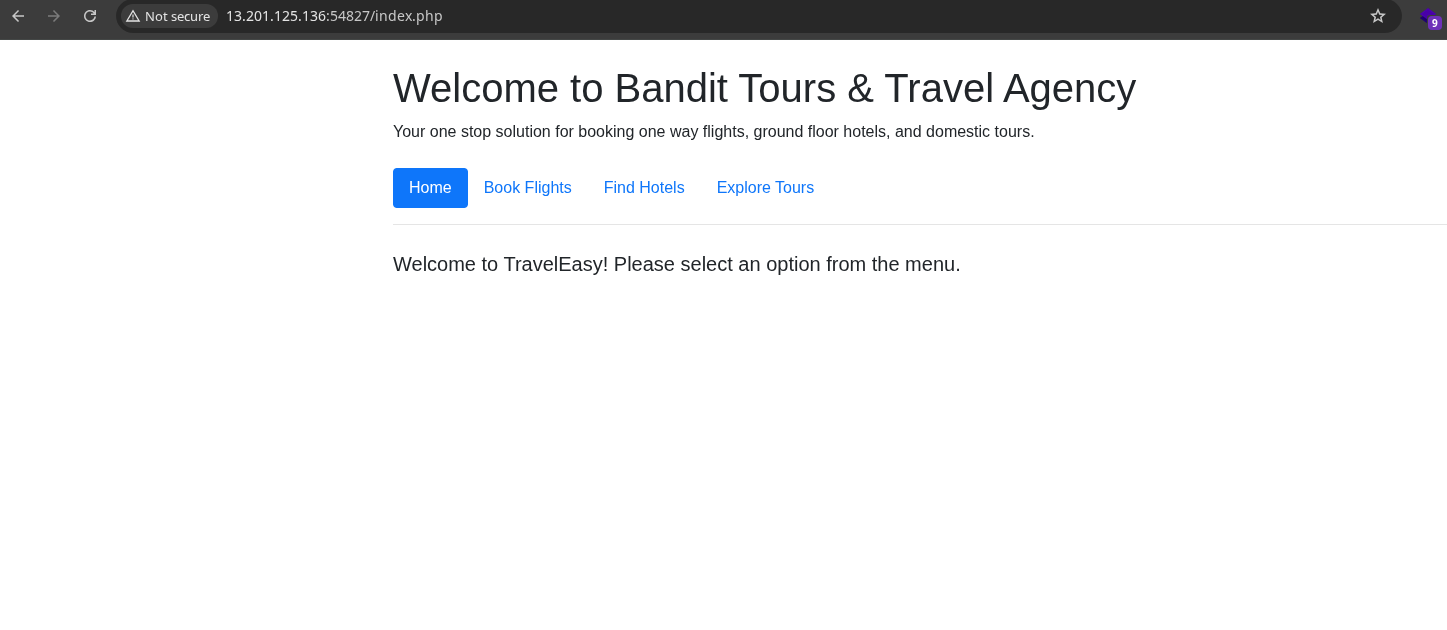 Not secure 13.201.125.136:54827/index.php
9
Welcome to Bandit Tours & Travel Agency
Your one stop solution for booking one way flights, ground floor hotels, and domestic tours.
Home Book Flights Find Hotels Explore Tours
Welcome to TravelEasy! Please select an option from the menu.